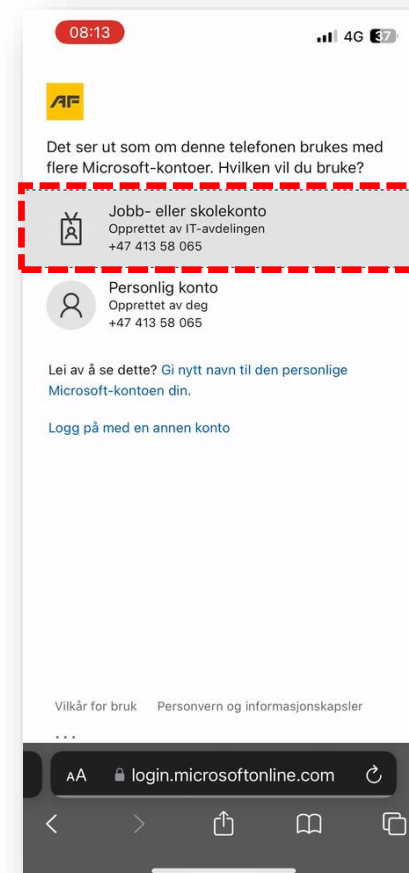 08:13
4G 37
AF
Det ser ut som om denne telefonen brukes med
flere Microsoft-kontoer. Hvilken vil du bruke?
Jobb- eller skolekonto
Opprettet av IT-avdelingen
+47 413 58 065
Personlig konto
Opprettet av deg
+47 413 58 065
Lei av å se dette? Gi nytt navn til den personlige
Microsoft-kontoen din.
Logg på med en annen konto
Vilkår for bruk Personvern og informasjonskapsler
...
AA login.microsoftonline.com